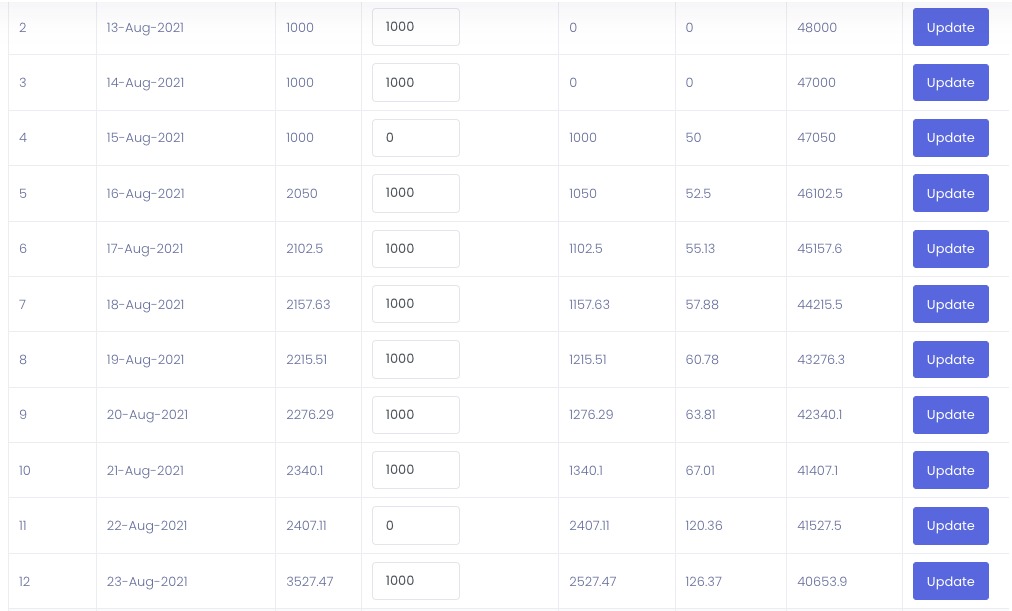 2 13-Aug-2021 1000 1000 0 0 48000 Update
3 14-Aug-2021 1000 1000 0 0 47000 Update
4 15-Aug-2021 1000 0 1000 50 47050 Update
5 16-Aug-2021 2050 1000 1050 52.5 46102.5 Update
6 17-Aug-2021 2102.5 1000 1102.5 55.13 45157.6 Update
7 18-Aug-2021 2157.63 1000 1157.63 57.88 44215.5 Update
8 19-Aug-2021 2215.51 1000 1215.51 60.78 43276.3 Update
9 20-Aug-2021 2276.29 1000 1276.29 63.81 42340.1 Update
10 21-Aug-2021 2340.1 1000 1340.1 67.01 41407.1 Update
11 22-Aug-2021 2407.11 0 2407.11 120.36 41527.5 Update
12 23-Aug-2021 3527.47 1000 2527.47 126.37 40653.9 Update